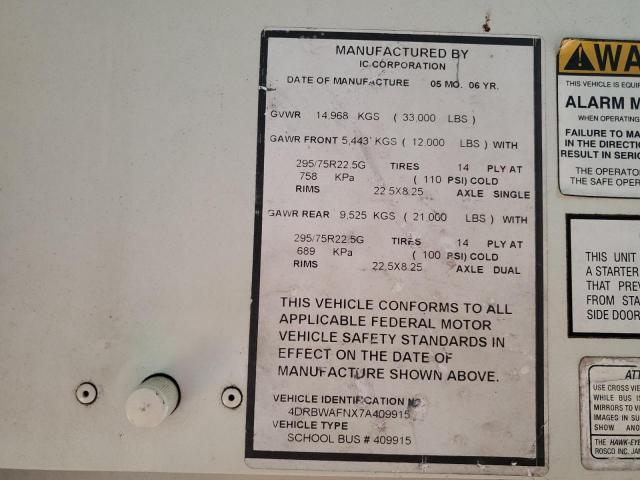 MANUFACTURED BY
IC CORPORATION
DATE OF MANUFACTURE 05 MO. 06 YR.
GVWR 14,968 KGS ( 33,000 LBS )
GAWR FRONT 5,443 KGS ( 12,000 LBS ) WITH
295/75R22.5G TIRES 14 PLY AT
758 KPa ( 110 PSI) COLD
RIMS 22.5X8.25 AXLE SINGLE
GAWR REAR 9,525 KGS ( 21,000 LBS ) WITH
295/75R22.5G TIRES 14 PLY AT
689 KPa ( 100 PSI) COLD
RIMS 22.5X8.25 AXLE DUAL
THIS VEHICLE CONFORMS TO ALL
APPLICABLE FEDERAL MOTOR
VEHICLE SAFETY STANDARDS IN
EFFECT ON THE DATE OF
MANUFACTURE SHOWN ABOVE.
VEHICLE IDENTIFICATION
4DRBWAFNX7A409915
VEHICLE TYPE
SCHOOL BUS # 409915
WA
THIS VEHICLE IS EQUI
ALARM M
WHEN OPERATING
FAILURE TO MA
IN THE DIRECTI
RESULT IN SERI
THE OPERATO
THE SAFE OPER
THIS UNIT
A STARTER
THAT PREV
FROM STA
SIDE DOOR
ATT
USE CROSS VIE
WHILE BUS I
MIRRORS TO V
IMAGES IN SU
SHOW ANO
THE HAWK-EYE
ROSCO INC. JA